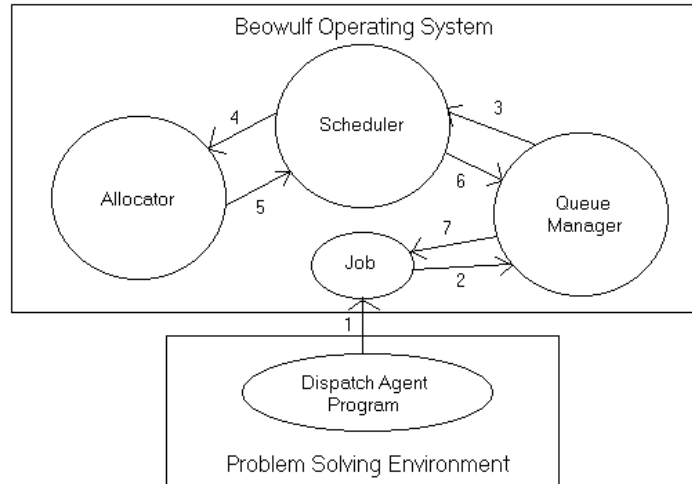 Beowulf Operating System
4
3
Scheduler
Allocator
5
6
Queue
Manager
7
Job
2
1
Dispatch Agent
Program
Problem Solving Environment